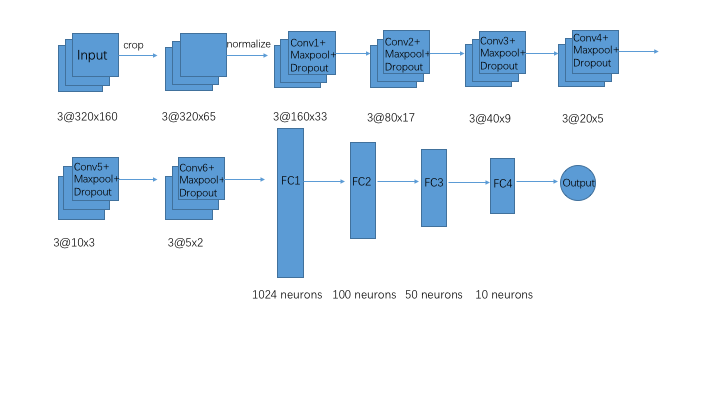 Input
crop
normalize
Conv1+
Maxpool+
Dropout
Conv2+
Maxpool+
Dropout
Conv3+
Maxpool+
Dropout
Conv4+
Maxpool+
Dropout
3@320x160
3@320x65
3@160x33
3@80x17
3@40x9
3@20x5
Conv5+
Maxpool+
Dropout
Conv6+
Maxpool+
Dropout
FC1
FC2
FC3
FC4
Output
3@10x3
3@5x2
1024 neurons
100 neurons
50 neurons
10 neurons